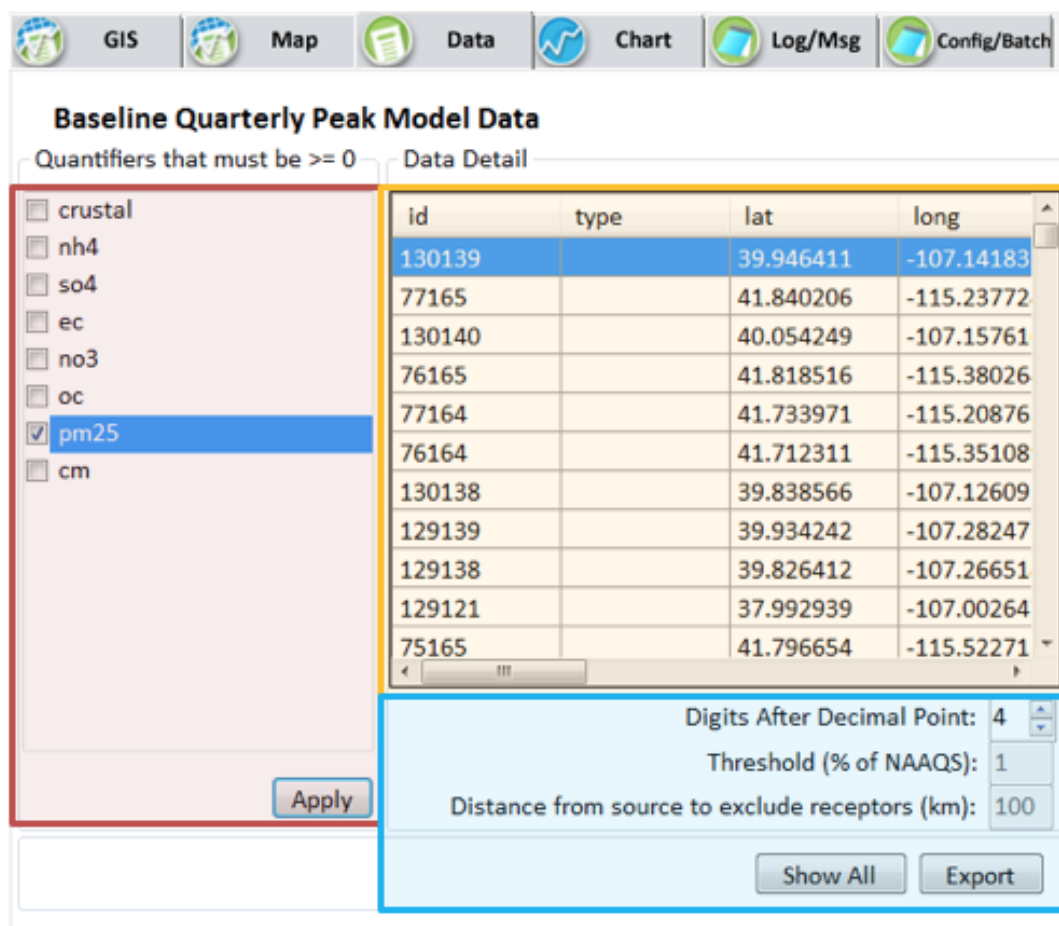 GIS Map Data Chart Log/Msg Config/Batch
Baseline Quarterly Peak Model Data
Quantifiers that must be >= 0 Data Detail
crustal
nh4
so4
ec
no3
oc
pm25
cm
Apply
id type lat long
130139 39.946411 -107.14183
77165 41.840206 -115.23772
130140 40.054249 -107.15761
76165 41.818516 -115.38026
77164 41.733971 -115.20876
76164 41.712311 -115.35108
130138 39.838566 -107.12609
129139 39.934242 -107.28247
129138 39.826412 -107.26651
129121 37.992939 -107.00264
75165 41.796654 -115.52271
Digits After Decimal Point: 4
Threshold (% of NAAQS): 1
Distance from source to exclude receptors (km): 100
Show All Export